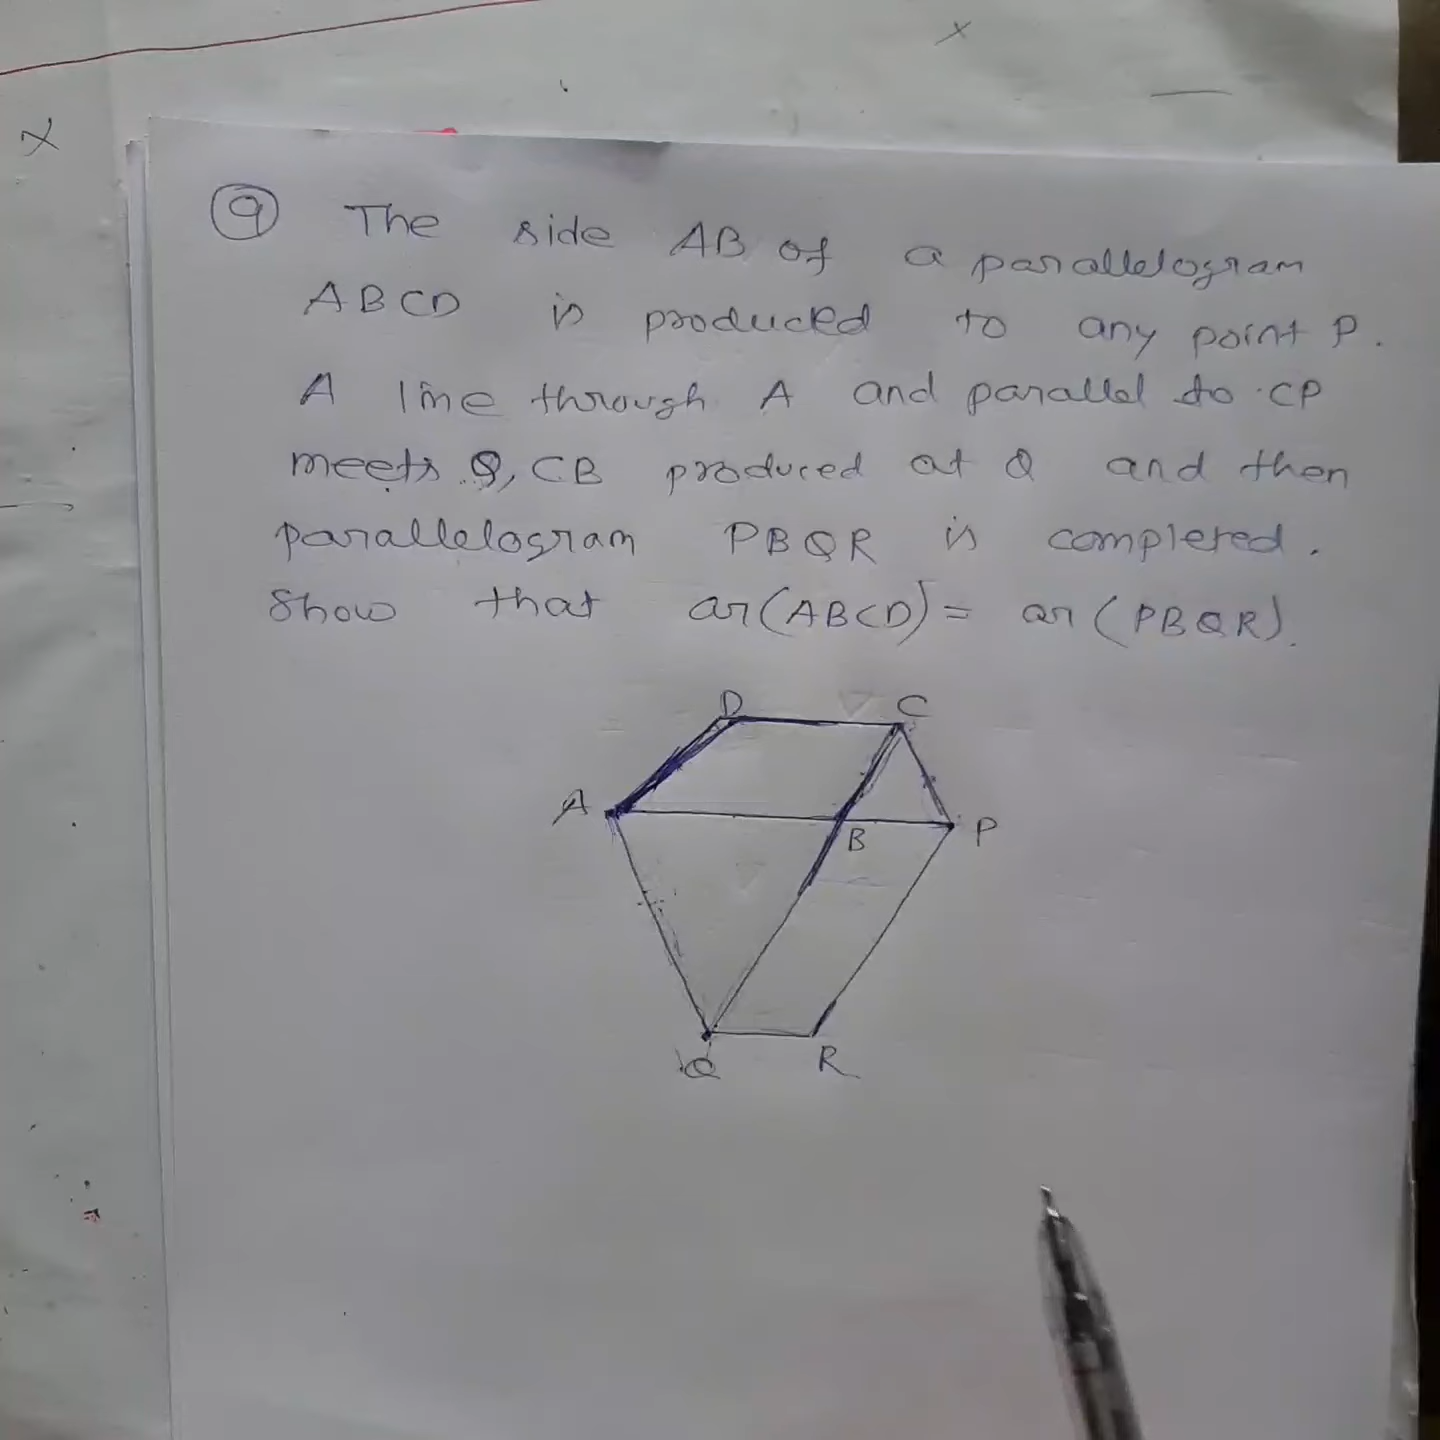 9 The side AB of a parallelogram
ABCD is produced to any point P.
A line through A and parallel to CP
meets Q, CB produced at Q and then
parallelogram PBQR is completed.
Show that ar(ABCD) = ar(PBQR).
D C
A B P
Q R